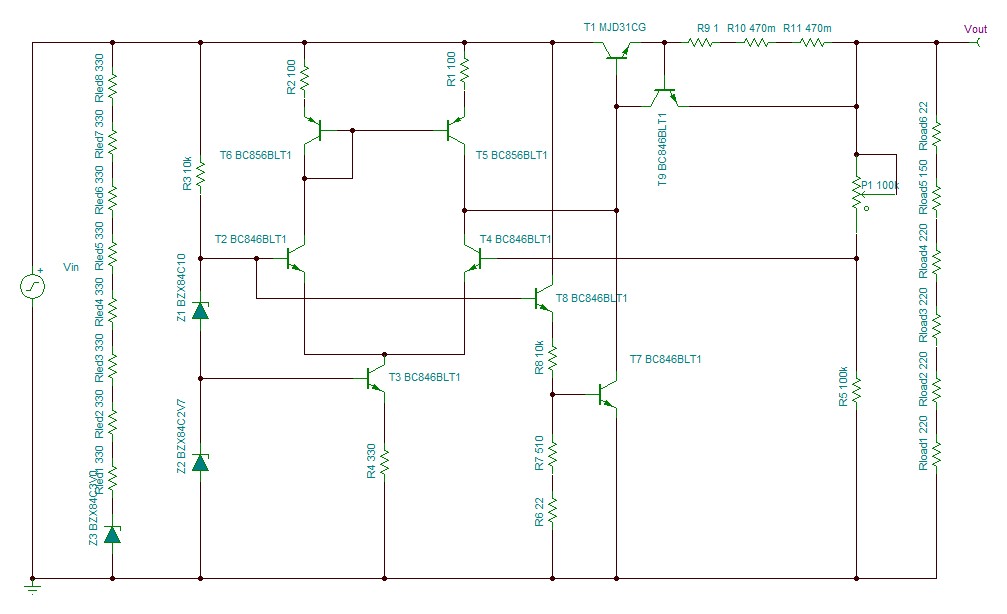 T1 MJD31CG
R9 1
R10 470m
R11 470m
Vout
Rled8 330
R2 100
R1 100
Rled7 330
T6 BC856BLT1
T5 BC856BLT1
T9 BC846BLT1
Rload6 22
R3 10k
Rled6 330
P1 100k
Rload5 150
Rled5 330
T2 BC846BLT1
T4 BC846BLT1
Rload4 220
+
Vin
Z1 BZX84C10
Rled4 330
T8 BC846BLT1
Rload3 220
Rled3 330
R8 10k
T7 BC846BLT1
T3 BC846BLT1
R5 100k
Rload2 220
Rled2 330
Z2 BZX84C2V7
R4 330
R7 510
Rload1 220
Rled1 330
Z3 BZX84C3V0
R6 22